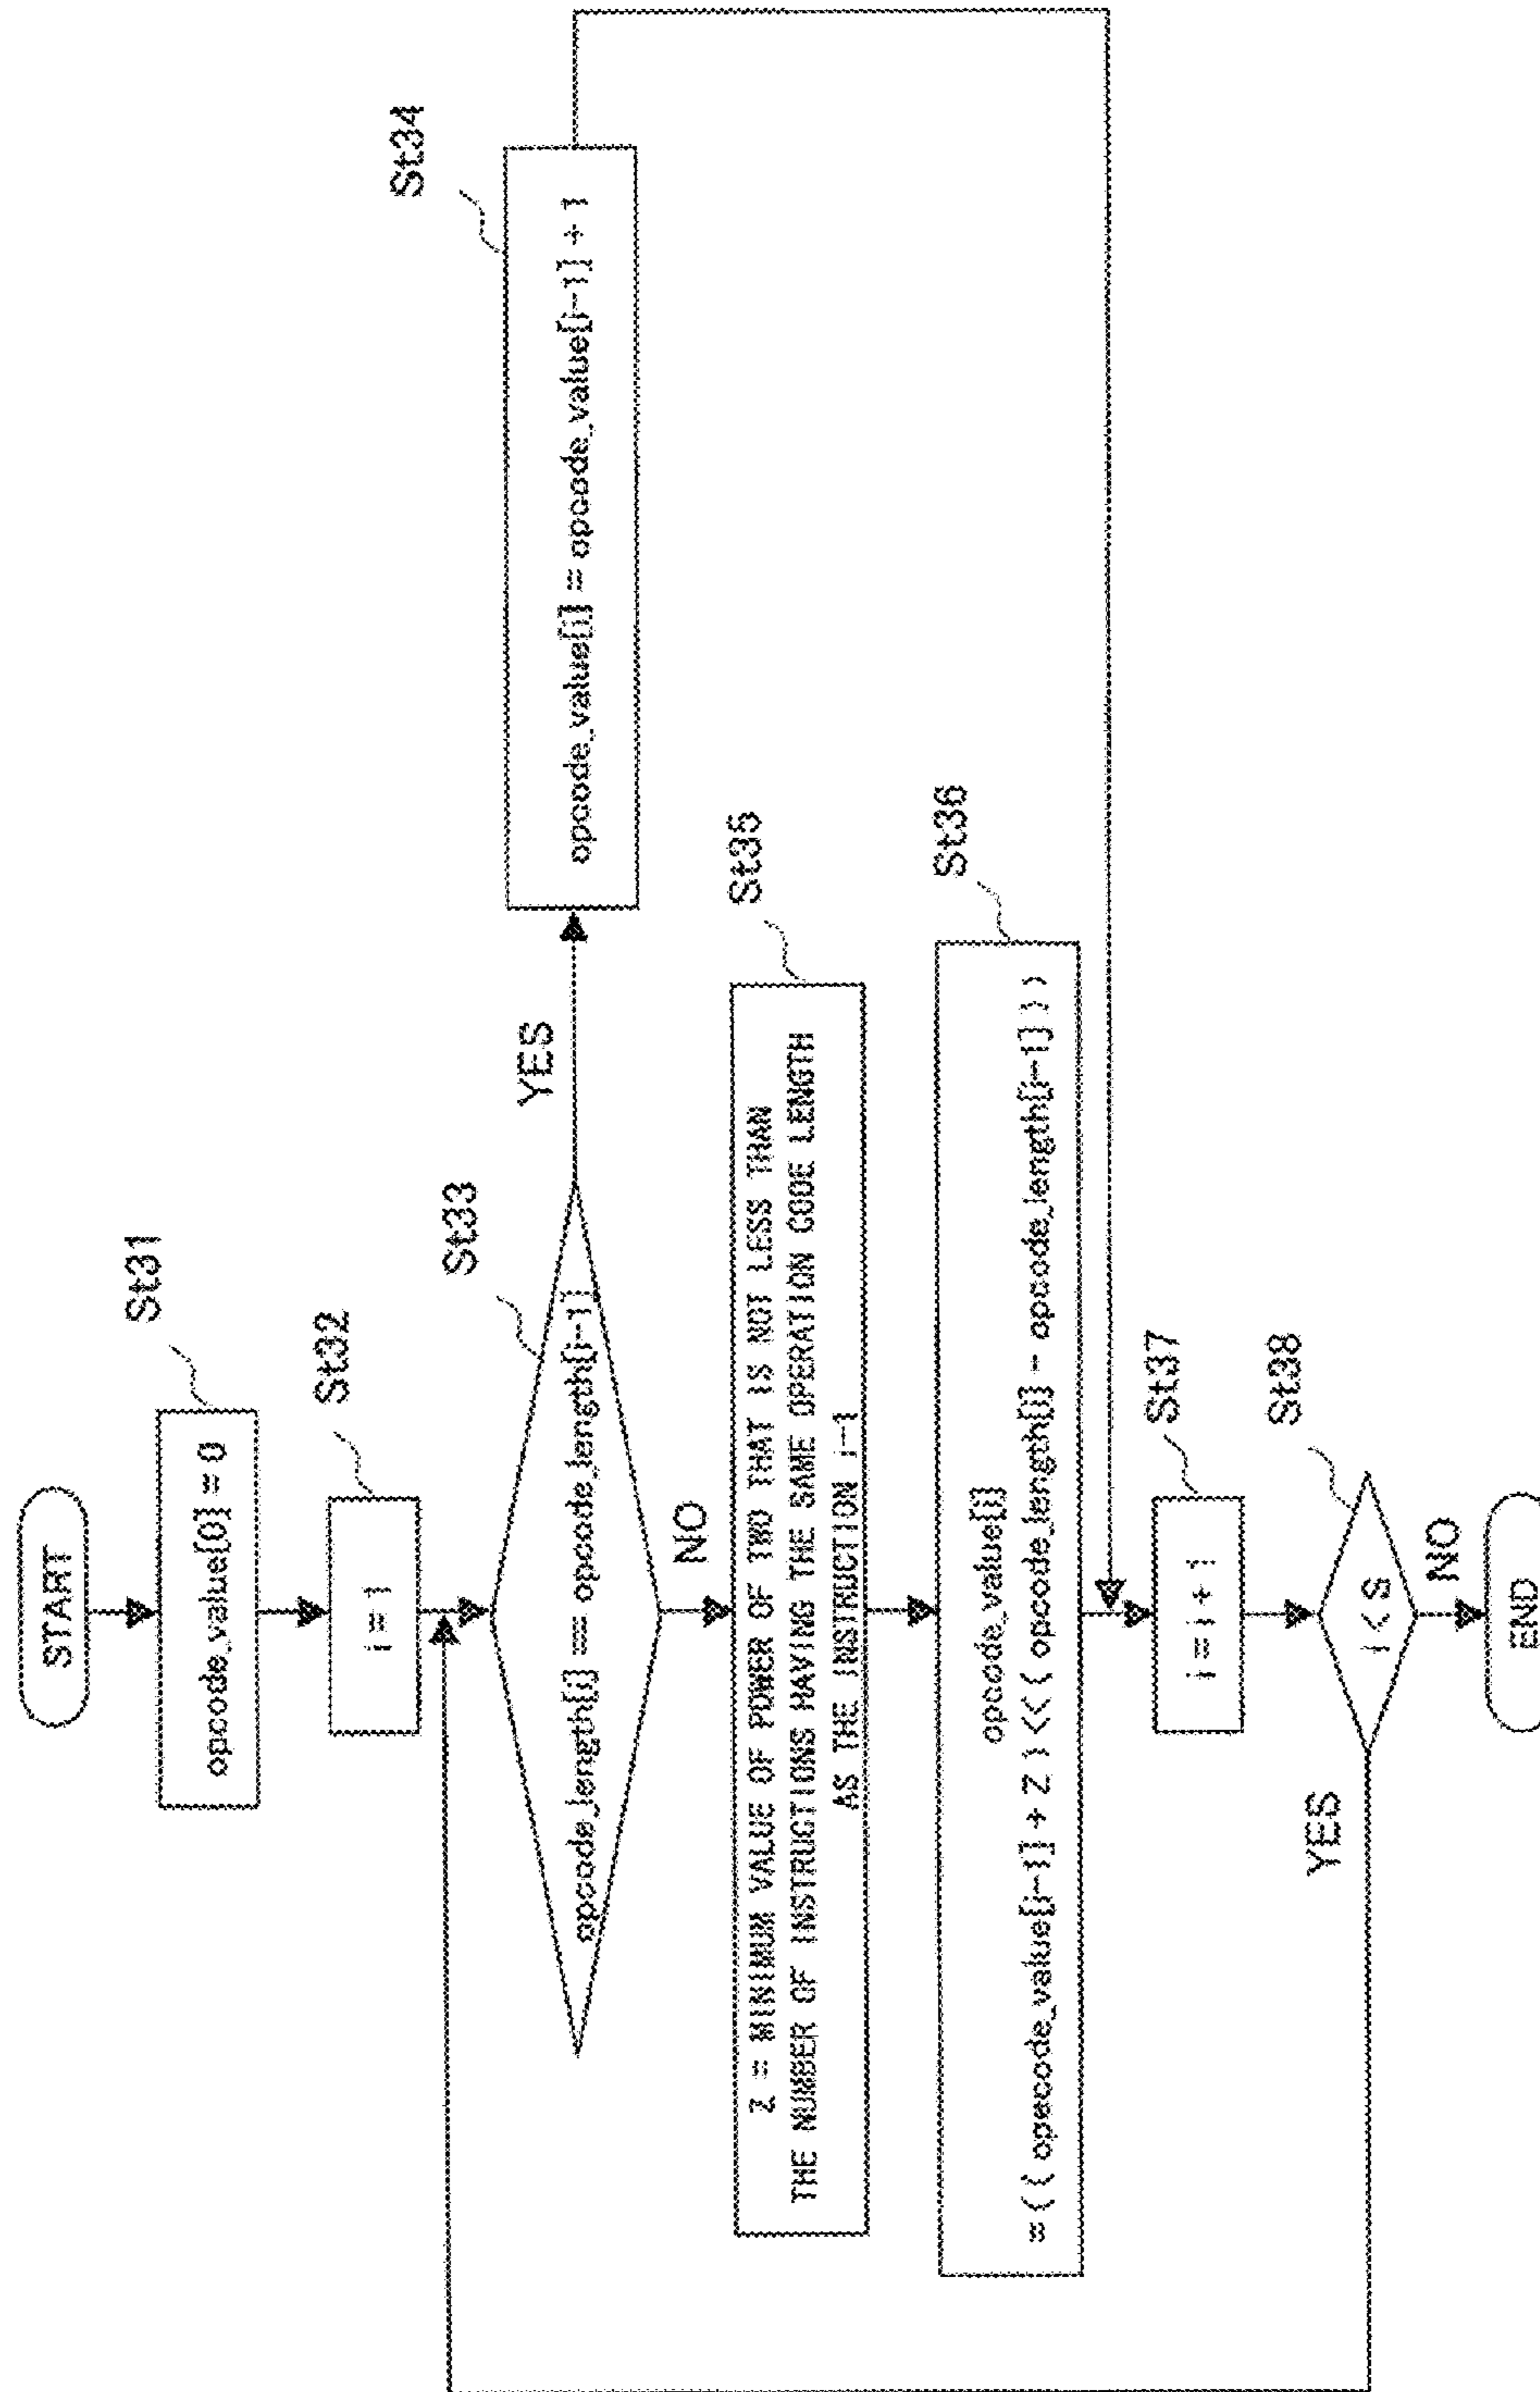 START
St31
opcode_value[0] = 0
St32
i = 1
St33
opcode_length[i] == opcode_length[i-1]
YES
St34
opcode_value[i] = opcode_value[i-1] + 1
NO
St35
Z = MINIMUM VALUE OF POWER OF TWO THAT IS NOT LESS TRAN
THE NUMBER OF INSTRUCTIONS HAVING THE SAME OPERATION CODE LENGTH
AS THE INSTRUCTION i-1
St36
opcode_value[i]
= ( ( opecode_value[i-1] + Z ) << ( opcode_length[i] - opcode_length[i-1] ) )
St37
i = i + 1
St38
i < S
YES
NO
END